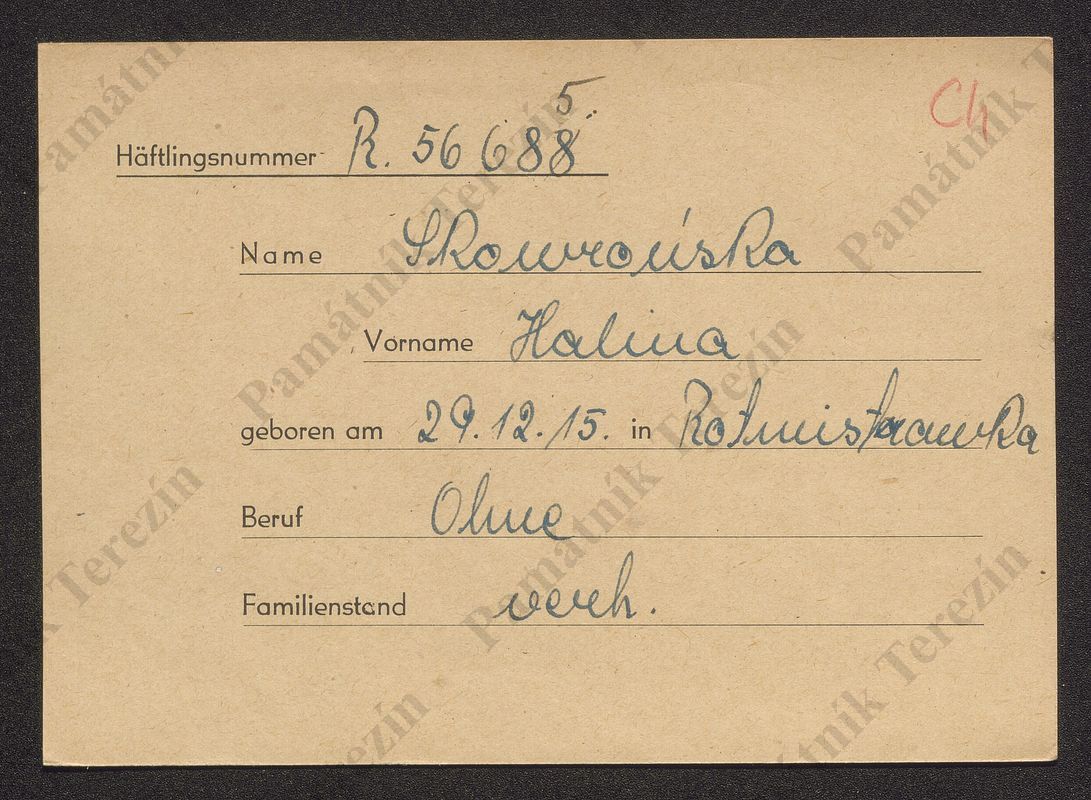 Ch
5.
Häftlingsnummer R. 56688
Name Skowrońska
Vorname Halina
geboren am 29.12.15. in Rotmistrawka
Beruf Ohne
Familienstand verh.
Památník Terezín